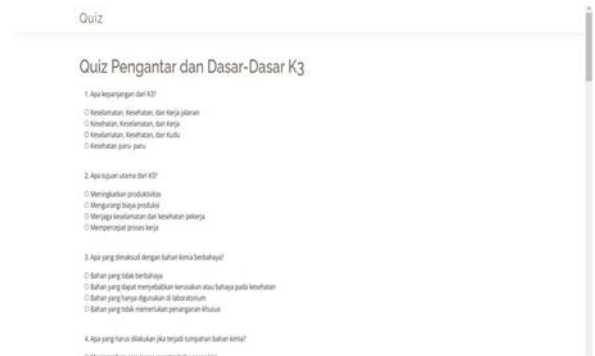 Quiz
Quiz Pengantar dan Dasar-Dasar K3
1. Apa kepanjangan dari K3?
Keselamatan, Kesehatan, dan Kerja jalanan
Kesehatan, Keselamatan, dan Kerja
Keselamatan, Kesehatan, dan Kudu
Kesehatan paru- paru
2. Apa tujuan utama dari K3?
Meningkatkan produktivitas
Mengurangi biaya produksi
Menjaga keselamatan dan kesehatan pekerja
Mempercepat proses kerja
3. Apa yang dimaksud dengan bahan kimia berbahaya?
Bahan yang tidak berbahaya
Bahan yang dapat menyebabkan kerusakan atau bahaya pada kesehatan
Bahan yang hanya digunakan di laboratorium
Bahan yang tidak memerlukan penanganan khusus
4. Apa yang harus dilakukan jika terjadi tumpahan bahan kimia?